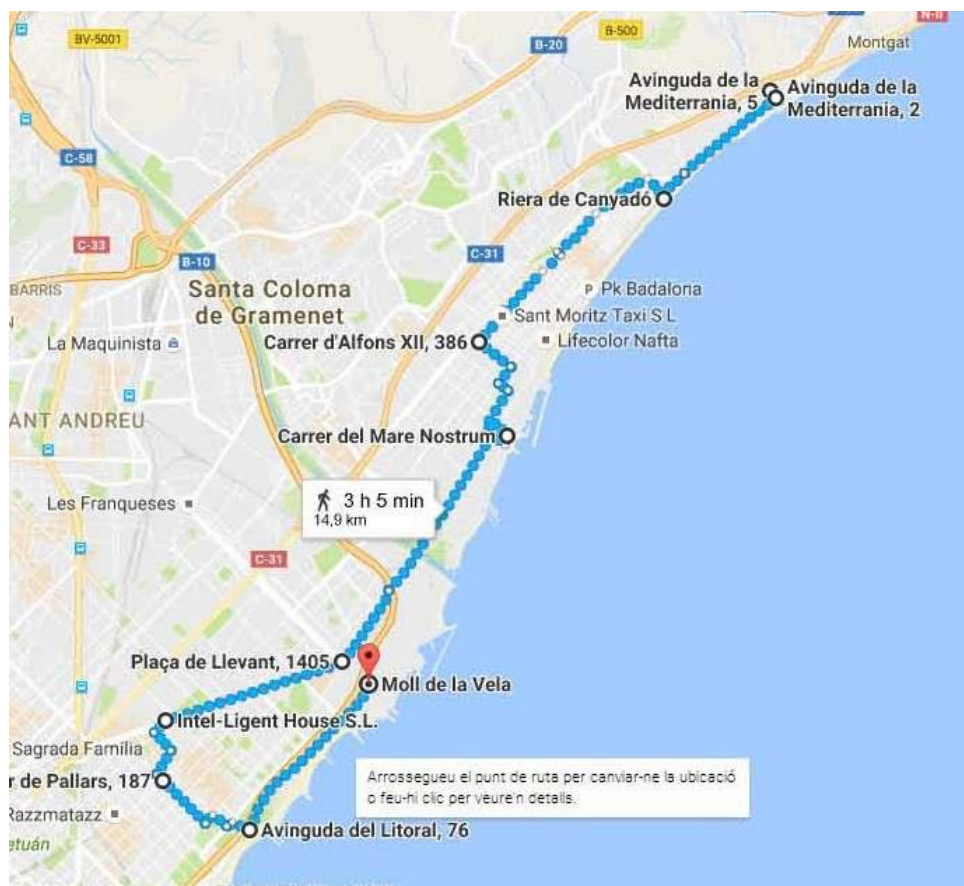 BV-5001
B-500
N-II
B-20
Montgat
Avinguda de la
Mediterrania, 5
Avinguda de la
Mediterrania, 2
C-58
Riera de Canyadó
C-33
C-31
B-10
BARRIS
Santa Coloma
de Gramenet
P Pk Badalona
Sant Moritz Taxi S L
La Maquinista
Carrer d'Alfons XII, 386
Lifecolor Nafta
ANT ANDREU
Carrer del Mare Nostrum
Les Franqueses
3 h 5 min
14,9 km
C-31
Plaça de Llevant, 1405
Moll de la Vela
Intel-Ligent House S.L.
Sagrada Família
r de Pallars, 187
Arrossegueu el punt de ruta per canviar-ne la ubicació
o feu-hi clic per veure'n detalls.
Razzmatazz
Avinguda del Litoral, 76
etuán